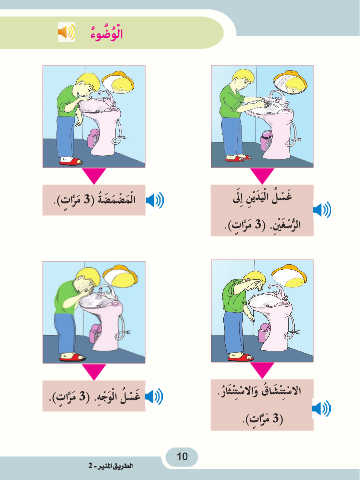 الْوُضُوءُ
غَسْلُ الْيَدَيْنِ إِلَى
الرُّسْغَيْنِ. (3 مَرَّاتٍ).
الْمَضْمَضَةُ (3 مَرَّاتٍ).
الاسْتِنْشَاقُ وَالاسْتِنْثَارُ.
(3 مَرَّاتٍ).
غَسْلُ الْوَجْهِ. (3 مَرَّاتٍ).
10
الطريق المنير - 2